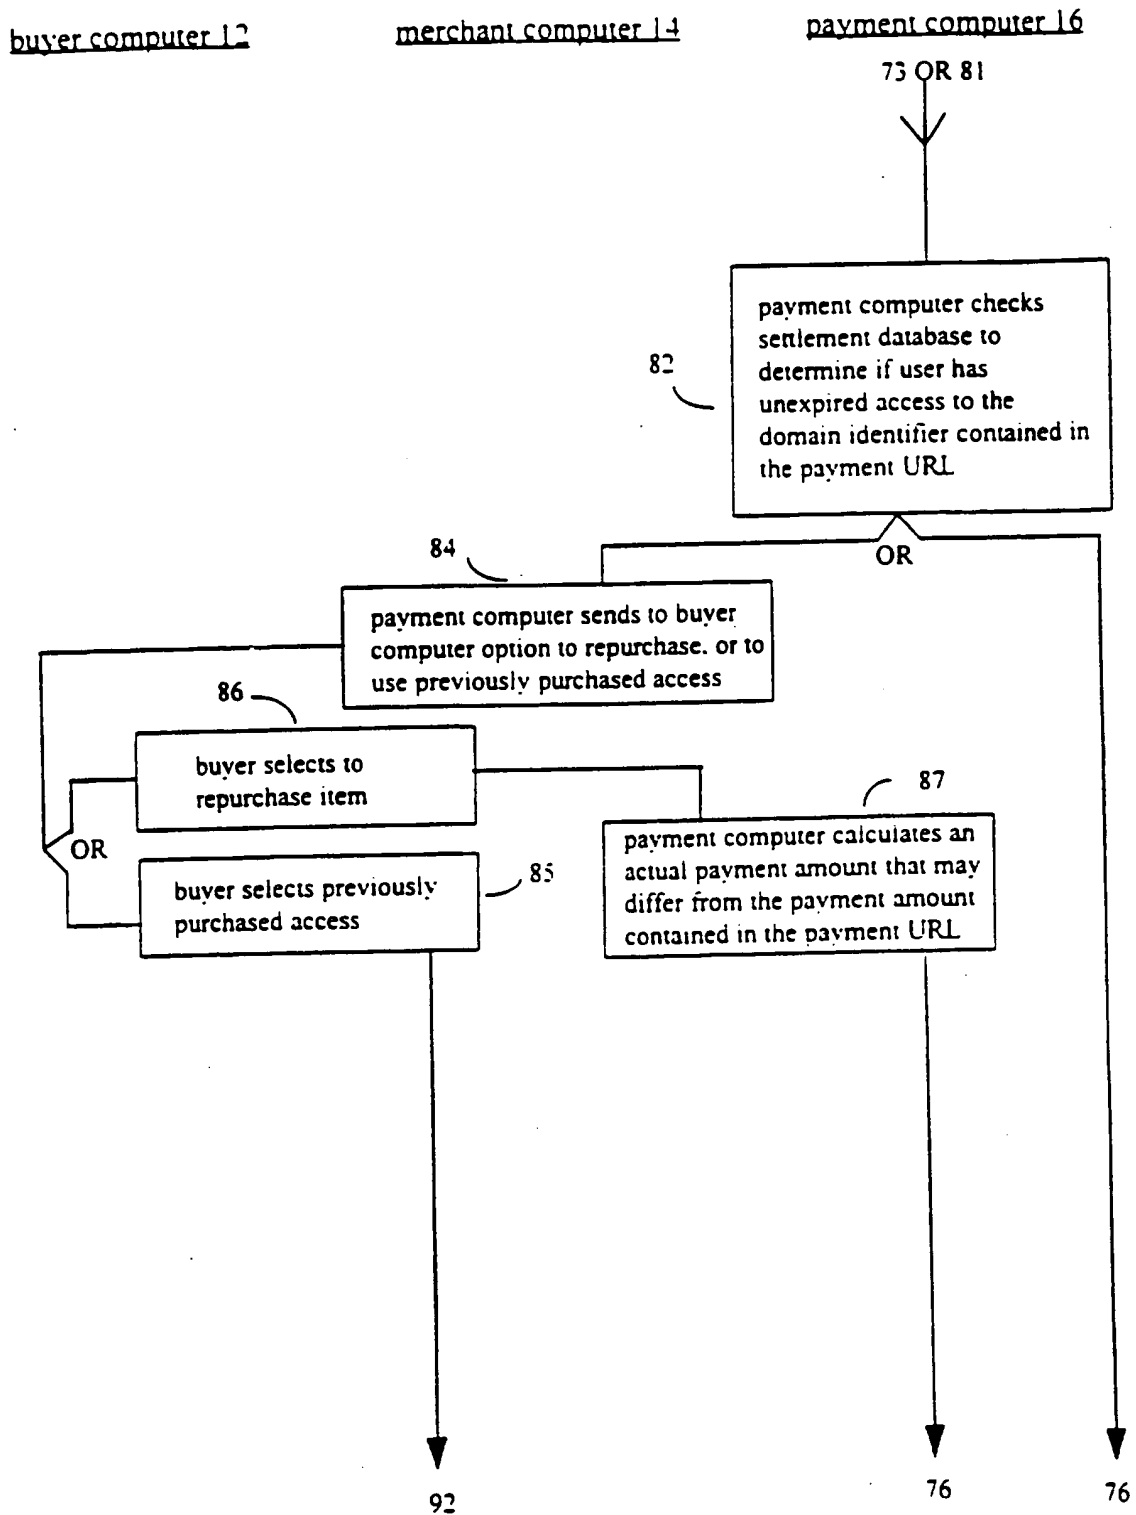 buyer computer 12
merchant computer 14
payment computer 16
73 OR 81
82
payment computer checks
settlement database to
determine if user has
unexpired access to the
domain identifier contained in
the payment URL
OR
84
payment computer sends to buyer
computer option to repurchase. or to
use previously purchased access
86
buyer selects to
repurchase item
OR
85
buyer selects previously
purchased access
87
payment computer calculates an
actual payment amount that may
differ from the payment amount
contained in the payment URL
92
76
76